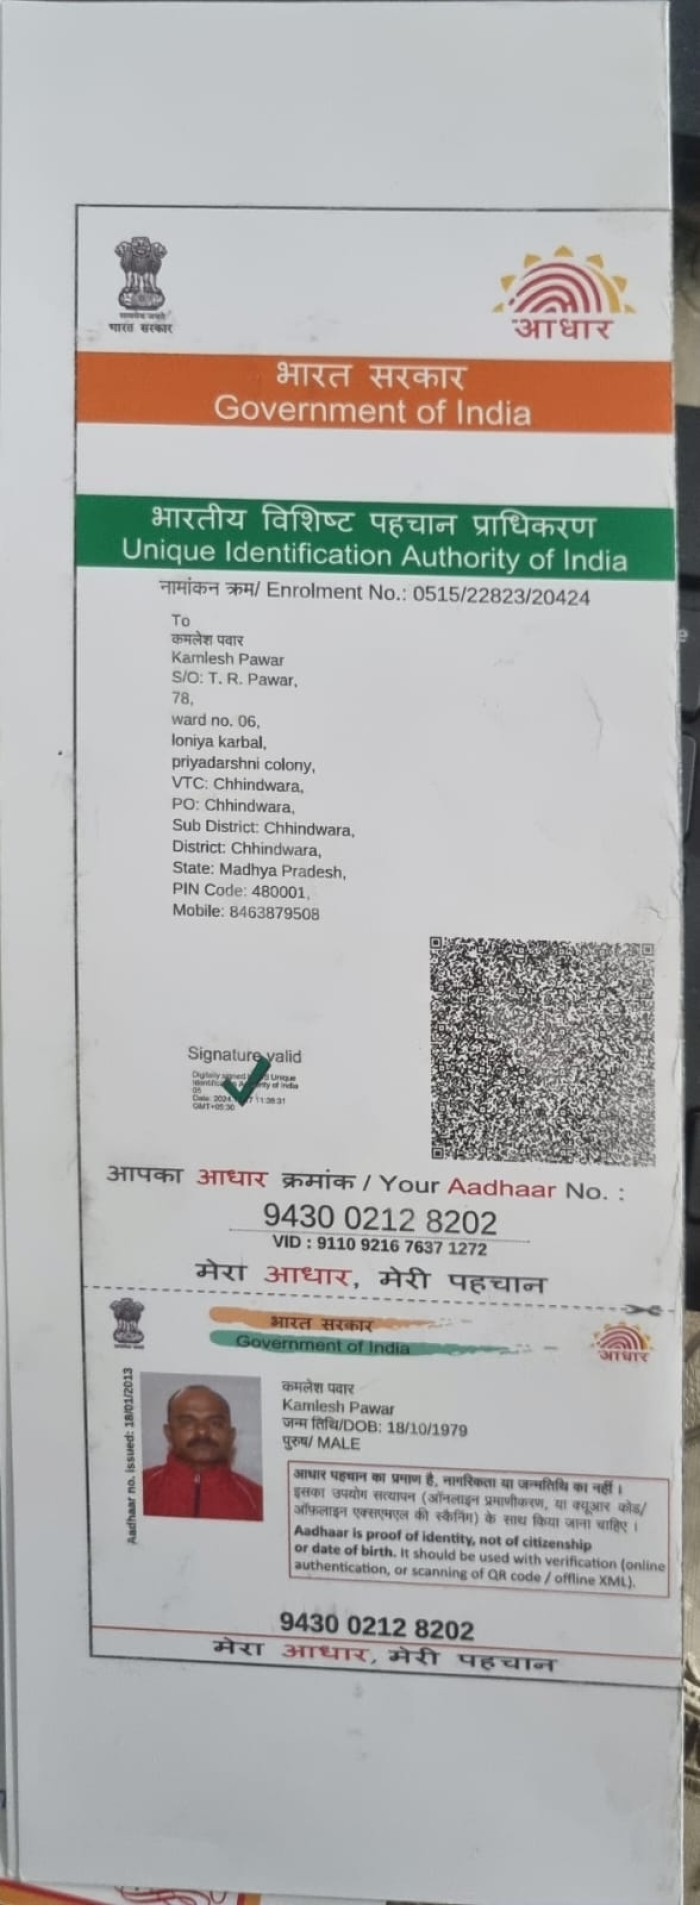 भारत सरकार
आधार
भारत सरकार
Government of India
भारतीय विशिष्ट पहचान प्राधिकरण
Unique Identification Authority of India
नामांकन क्रम/ Enrolment No.: 0515/22823/20424
To
कमलेश पवार
Kamlesh Pawar
S/O: T. R. Pawar,
78,
ward no. 06,
loniya karbal,
priyadarshni colony,
VTC: Chhindwara,
PO: Chhindwara,
Sub District: Chhindwara,
District: Chhindwara,
State: Madhya Pradesh,
PIN Code: 480001,
Mobile: 8463879508
Signature valid
आपका आधार क्रमांक / Your Aadhaar No. :
9430 0212 8202
VID : 9110 9216 7637 1272
मेरा आधार, मेरी पहचान
भारत सरकार
Government of India
आधार
Aadhaar no. issued: 18/01/2013
कमलेश पवार
Kamlesh Pawar
जन्म तिथि/DOB: 18/10/1979
पुरुष/ MALE
आधार पहचान का प्रमाण है, नागरिकता या जन्मतिथि का नहीं ।
इसका उपयोग सत्यापन (ऑनलाइन प्रमाणीकरण, या क्यूआर कोड/
ऑफ़लाइन एक्सएमएल की स्कैनिंग) के साथ किया जाना चाहिए ।
Aadhaar is proof of identity, not of citizenship
or date of birth. It should be used with verification (online
authentication, or scanning of QR code / offline XML).
9430 0212 8202
मेरा आधार, मेरी पहचान